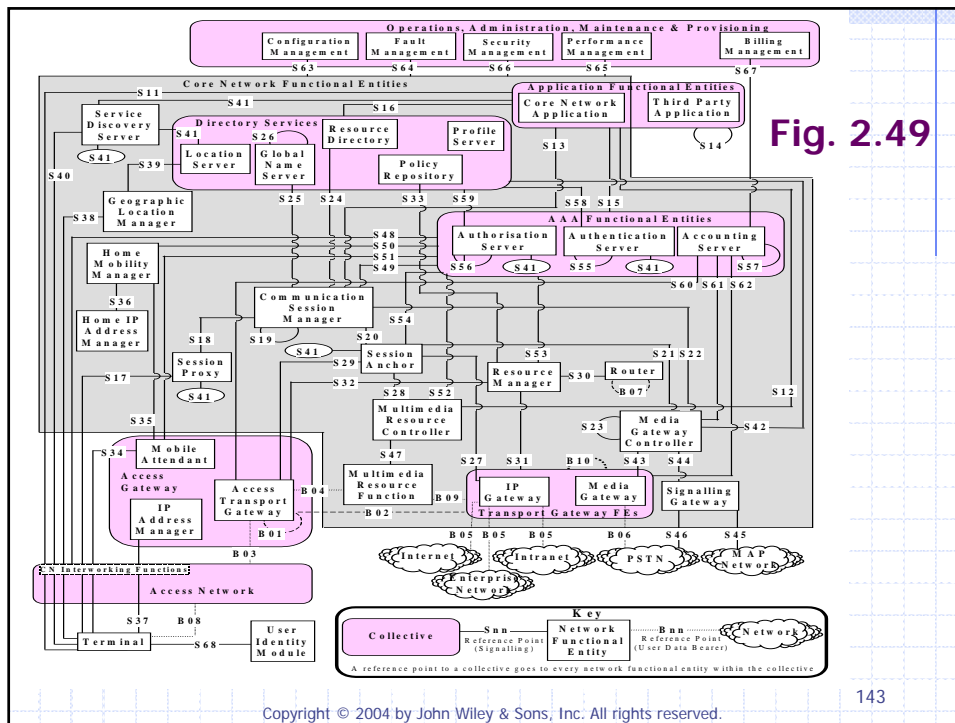 Operations, Administration, Maintenance & Provisioning
Configuration Management
Fault Management
Security Management
Performance Management
Billing Management
S63
S64
S66
S65
S67
Core Network Functional Entities
Application Functional Entities
S11
S41
S16
Core Network Application
Third Party Application
Fig. 2.49
Service Discovery Server
Directory Services
S41
S26
Resource Directory
Profile Server
S13
S14
S41
S39
Location Server
Global Name Server
Policy Repository
S40
S25
S24
S33
S59
S58
S15
Geographic Location Manager
S38
AAA Functional Entities
S48
S50
S51
S49
Authorisation Server
Authentication Server
Accounting Server
Home Mobility Manager
S56
S41
S55
S41
S57
S60
S61
S62
S36
Communication Session Manager
Home IP Address Manager
S54
S18
S19
S20
S41
S53
S21
S22
Session Proxy
S29
Session Anchor
S17
S32
Resource Manager
S30
Router
B07
S41
S28
S52
S12
S35
Multimedia Resource Controller
S23
Media Gateway Controller
S42
S34
Mobile Attendant
S47
S27
S31
B10
S43
S44
Access Gateway
Access Transport Gateway
B04
Multimedia Resource Function
B09
IP Gateway
Media Gateway
Signalling Gateway
IP Address Manager
B02
Transport Gateway FEs
B01
B03
B05
B05
B05
B06
S46
S45
Internet
Enterprise Network
Intranet
PSTN
MAP Network
CN Interworking Functions
Access Network
S37
B08
Terminal
S68
User Identity Module
Key
Collective
Snn
Reference Point
(Signalling)
Network Functional Entity
Bnn
Reference Point
(User Data Bearer)
Network
A reference point to a collective goes to every network functional entity within the collective
143
Copyright © 2004 by John Wiley & Sons, Inc. All rights reserved.